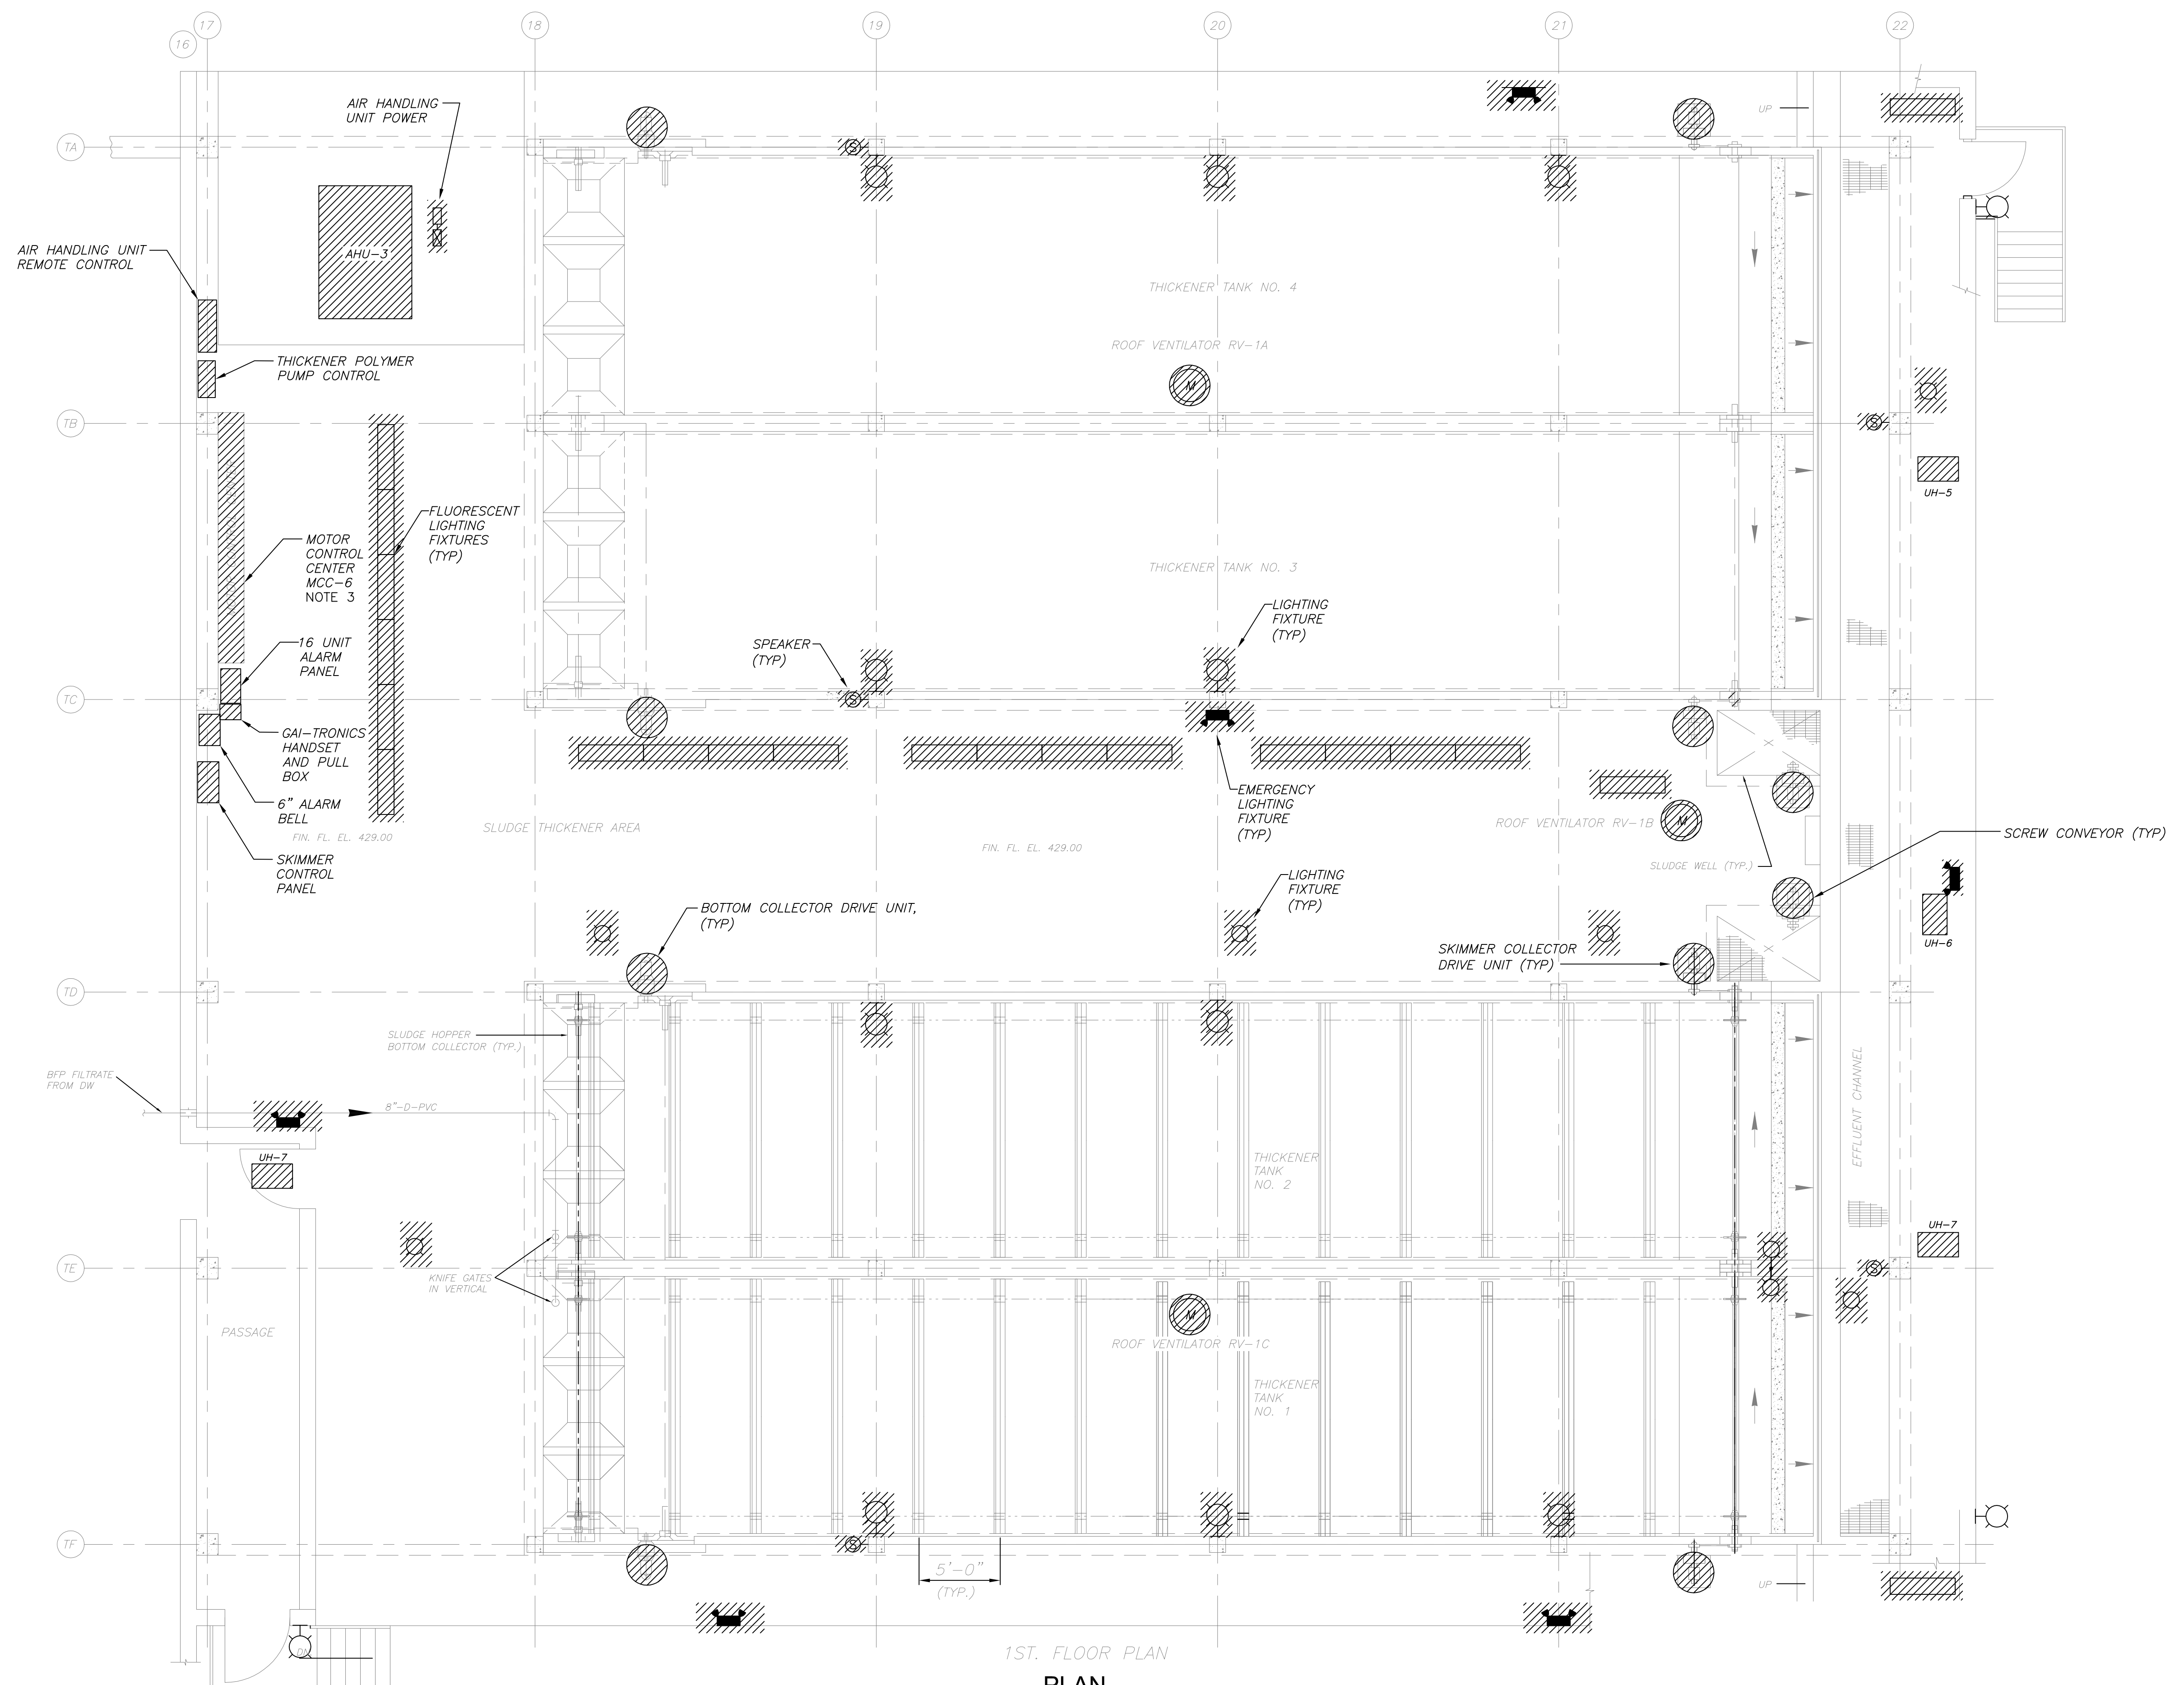 17
18
19
20
21
22
16
AIR HANDLING
UNIT POWER
UP
TA
S
AIR HANDLING UNIT
REMOTE CONTROL
AHU-3
THICKENER TANK NO. 4
ROOF VENTILATOR RV-1A
THICKENER POLYMER
PUMP CONTROL
M
TB
S
UH-5
FLUORESCENT
LIGHTING
FIXTURES
(TYP)
MOTOR
CONTROL
CENTER
MCC-6
NOTE 3
THICKENER TANK NO. 3
LIGHTING
FIXTURE
(TYP)
16 UNIT
ALARM
PANEL
SPEAKER
(TYP)
TC
S
GAI-TRONICS
HANDSET
AND PULL
BOX
EMERGENCY
LIGHTING
FIXTURE
(TYP)
6" ALARM
BELL
FIN. FL. EL. 429.00
SLUDGE THICKENER AREA
FIN. FL. EL. 429.00
ROOF VENTILATOR RV-1B
M
SCREW CONVEYOR (TYP)
SKIMMER
CONTROL
PANEL
SLUDGE WELL (TYP.)
LIGHTING
FIXTURE
(TYP)
BOTTOM COLLECTOR DRIVE UNIT,
(TYP)
SKIMMER COLLECTOR
DRIVE UNIT (TYP)
UH-6
TD
SLUDGE HOPPER
BOTTOM COLLECTOR (TYP.)
BFP FILTRATE
FROM DW
8"-D-PVC
EFFLUENT CHANNEL
UH-7
THICKENER
TANK
NO. 2
UH-7
TE
S
KNIFE GATES
IN VERTICAL
PASSAGE
M
ROOF VENTILATOR RV-1C
THICKENER
TANK
NO. 1
TF
S
5'-0"
(TYP.)
UP
DN
1ST. FLOOR PLAN
PLAN